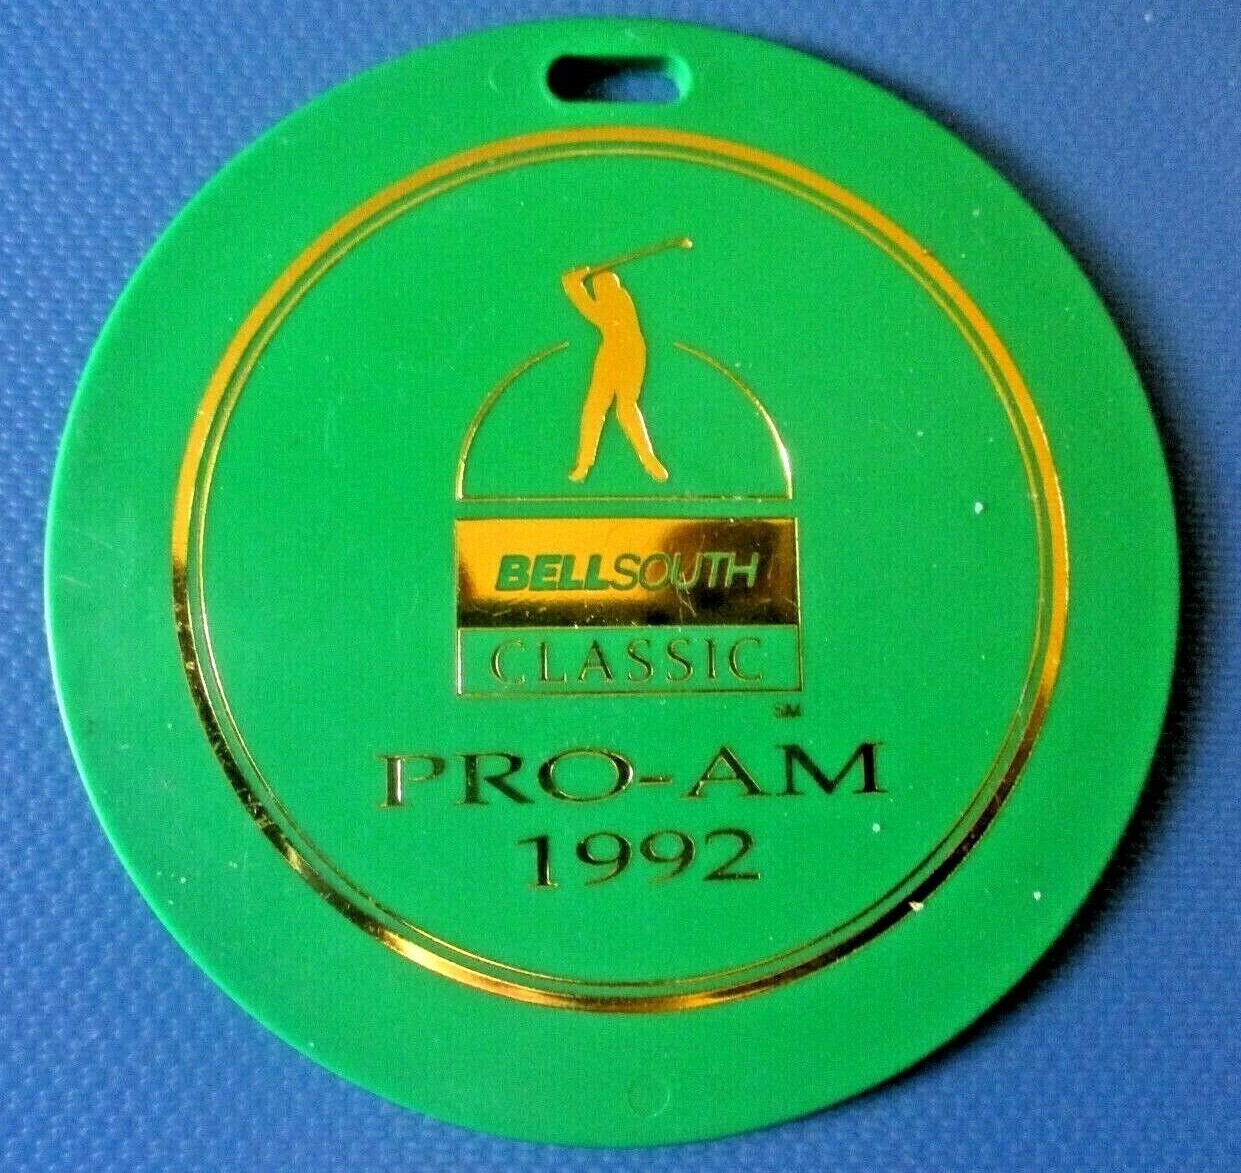 BELLSOUTH
CLASSIC
SM
PRO-AM
1992